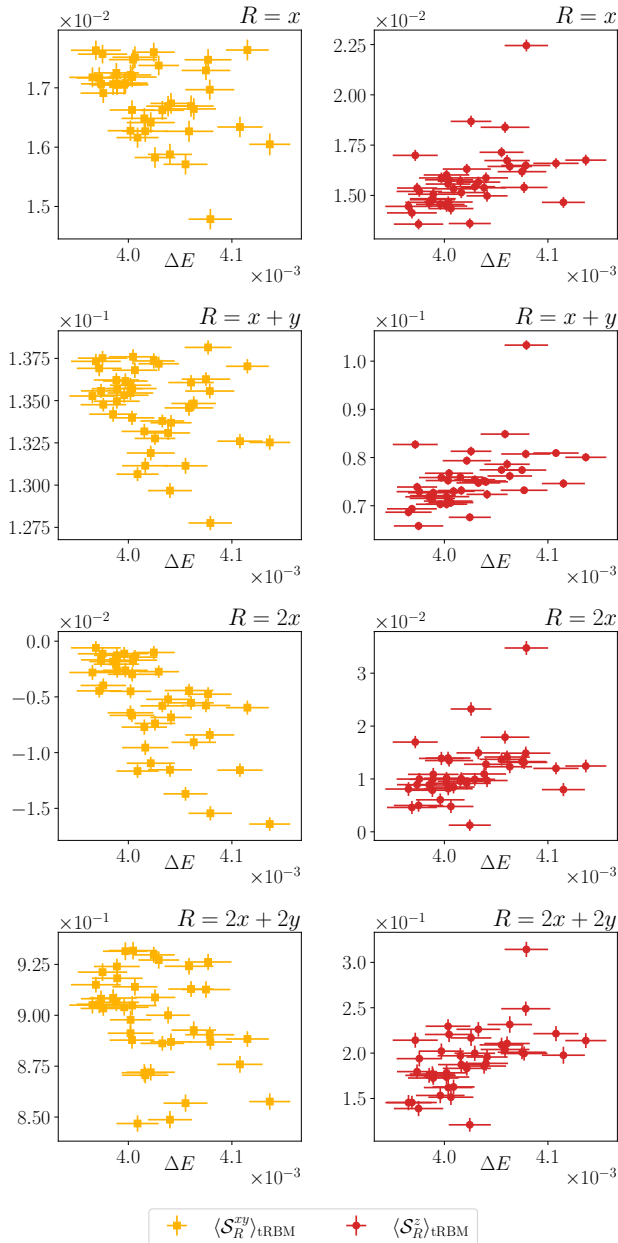 ×10⁻² R = x ×10⁻² R = x
1.7
1.6
1.5
2.25
2.00
1.75
1.50
4.0 4.1 4.0 4.1
ΔE ×10⁻³ ΔE ×10⁻³
×10⁻¹ R = x + y ×10⁻¹ R = x + y
1.375
1.350
1.325
1.300
1.275
1.0
0.9
0.8
0.7
4.0 4.1 4.0 4.1
ΔE ×10⁻³ ΔE ×10⁻³
×10⁻² R = 2x ×10⁻² R = 2x
0.0
−0.5
−1.0
−1.5
3
2
1
0
4.0 4.1 4.0 4.1
ΔE ×10⁻³ ΔE ×10⁻³
×10⁻¹ R = 2x + 2y ×10⁻¹ R = 2x + 2y
9.25
9.00
8.75
8.50
3.0
2.5
2.0
1.5
4.0 4.1 4.0 4.1
ΔE ×10⁻³ ΔE ×10⁻³
⟨𝒮_R^{xy}⟩_tRBM ⟨𝒮_R^z⟩_tRBM